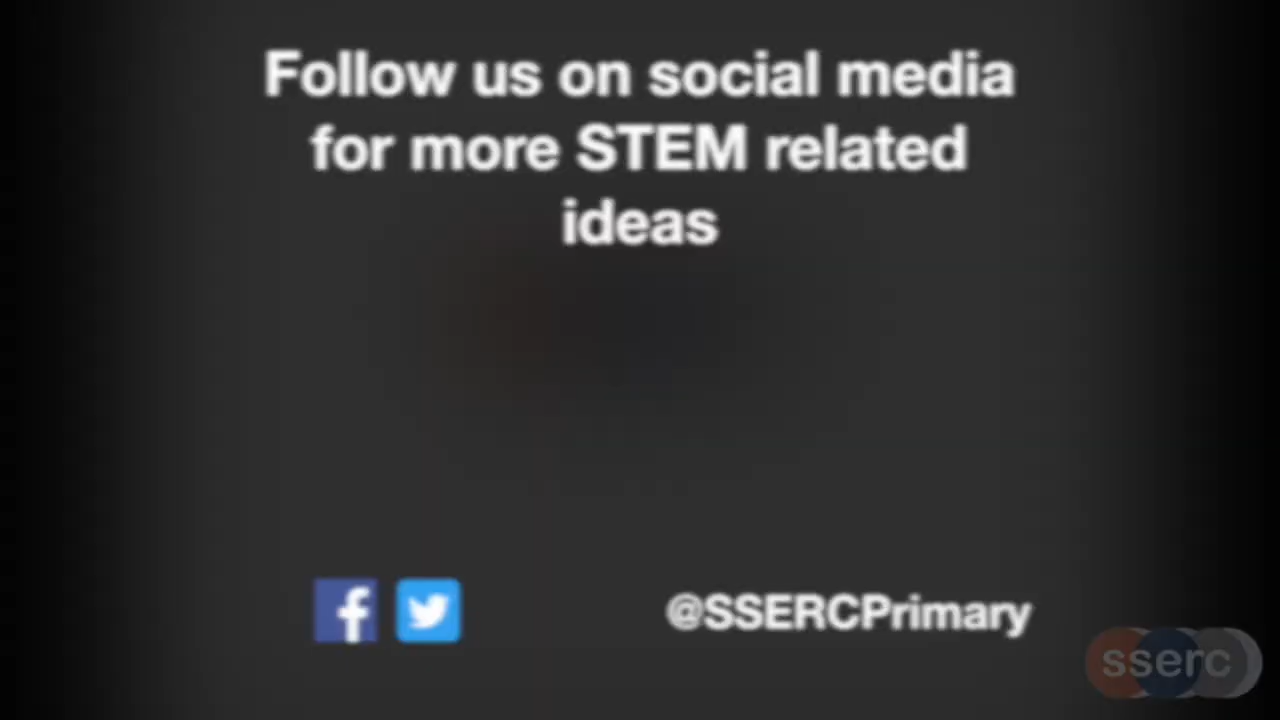 Follow us on social media
for more STEM related
ideas
@SSERCPrimary
sserc